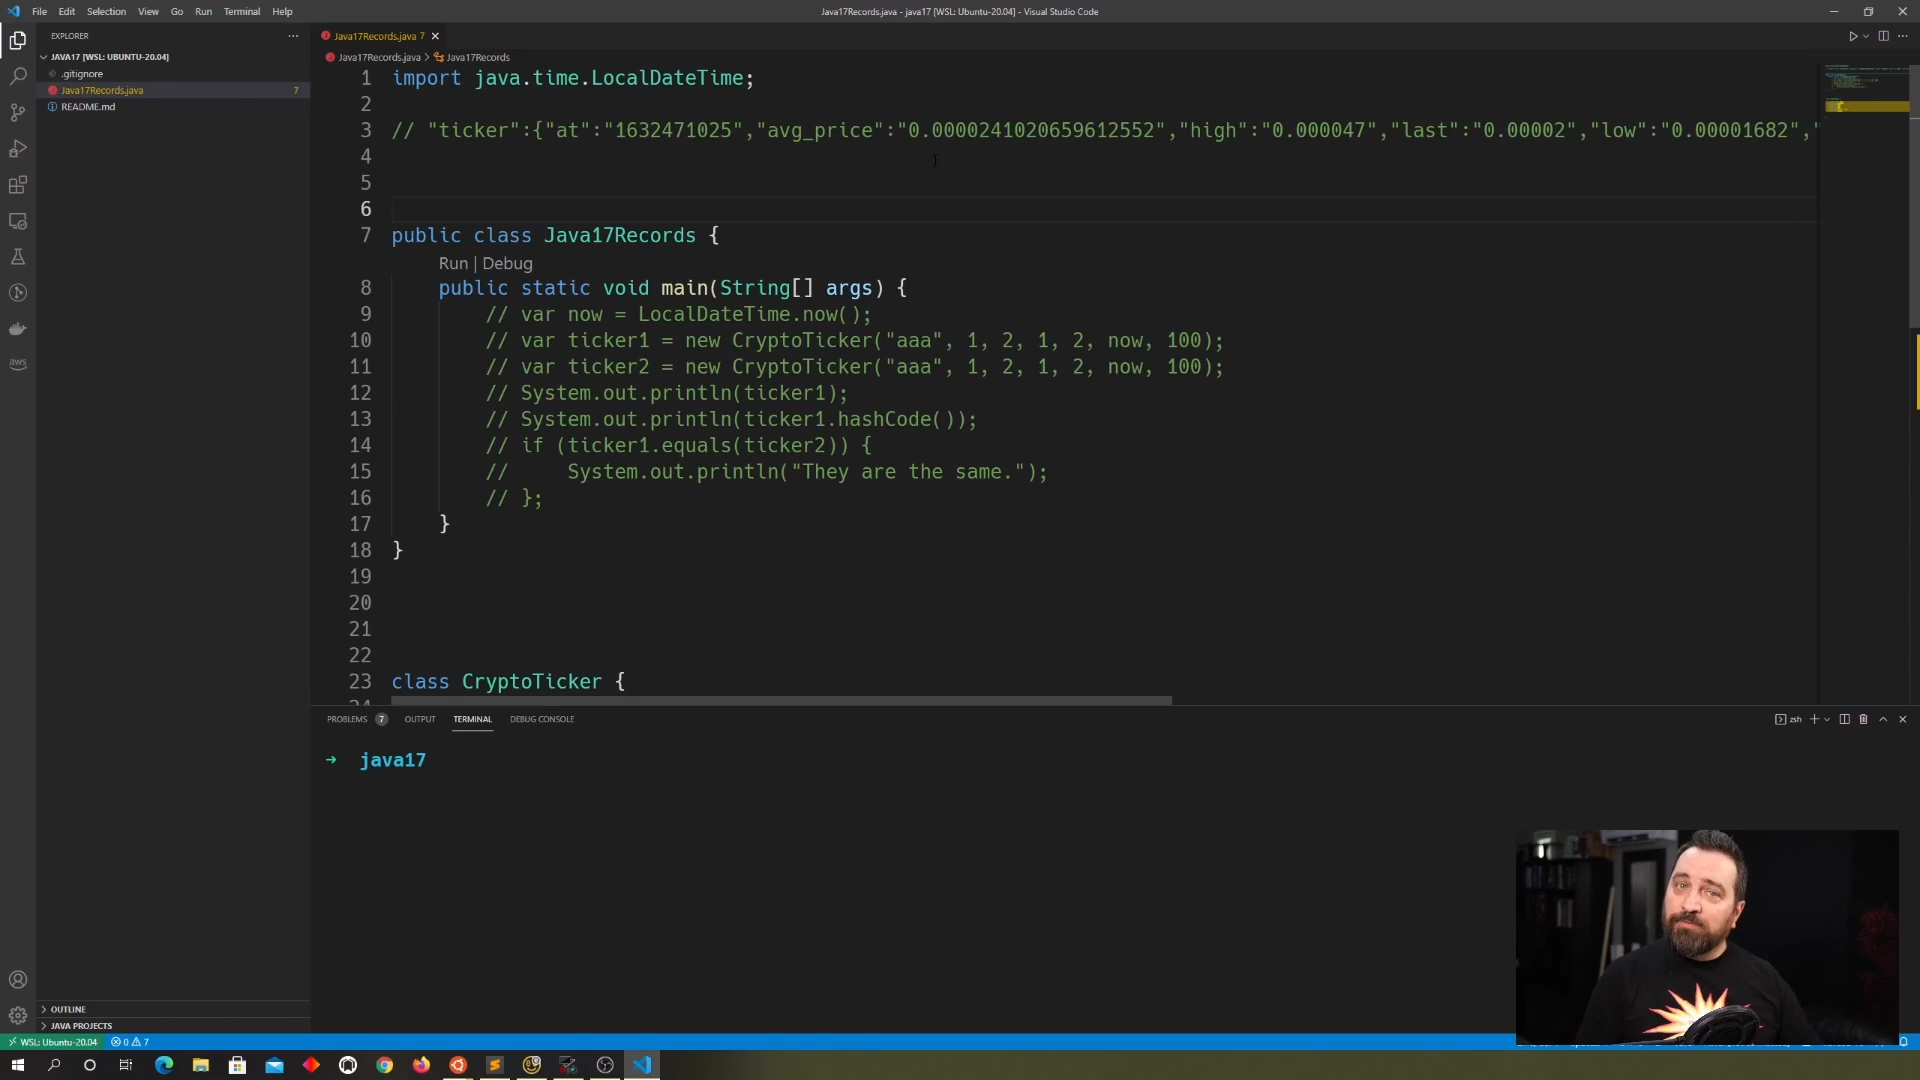 File Edit Selection View Go Run Terminal Help
Java17Records.java - java17 [WSL: Ubuntu-20.04] - Visual Studio Code
EXPLORER
JAVA17 [WSL: UBUNTU-20.04]
.gitignore
Java17Records.java 7
README.md
Java17Records.java 7
Java17Records.java > Java17Records
1 import java.time.LocalDateTime;
2
3 // "ticker":{"at":"1632471025","avg_price":"0.0000241020659612552","high":"0.000047","last":"0.00002","low":"0.00001682","
4
5
6
7 public class Java17Records {
Run | Debug
8 public static void main(String[] args) {
9 // var now = LocalDateTime.now();
10 // var ticker1 = new CryptoTicker("aaa", 1, 2, 1, 2, now, 100);
11 // var ticker2 = new CryptoTicker("aaa", 1, 2, 1, 2, now, 100);
12 // System.out.println(ticker1);
13 // System.out.println(ticker1.hashCode());
14 // if (ticker1.equals(ticker2)) {
15 // System.out.println("They are the same.");
16 // };
17 }
18 }
19
20
21
22
23 class CryptoTicker {
PROBLEMS 7 OUTPUT TERMINAL DEBUG CONSOLE
zsh
→ java17
OUTLINE
JAVA PROJECTS
WSL: Ubuntu-20.04 0 7
aws